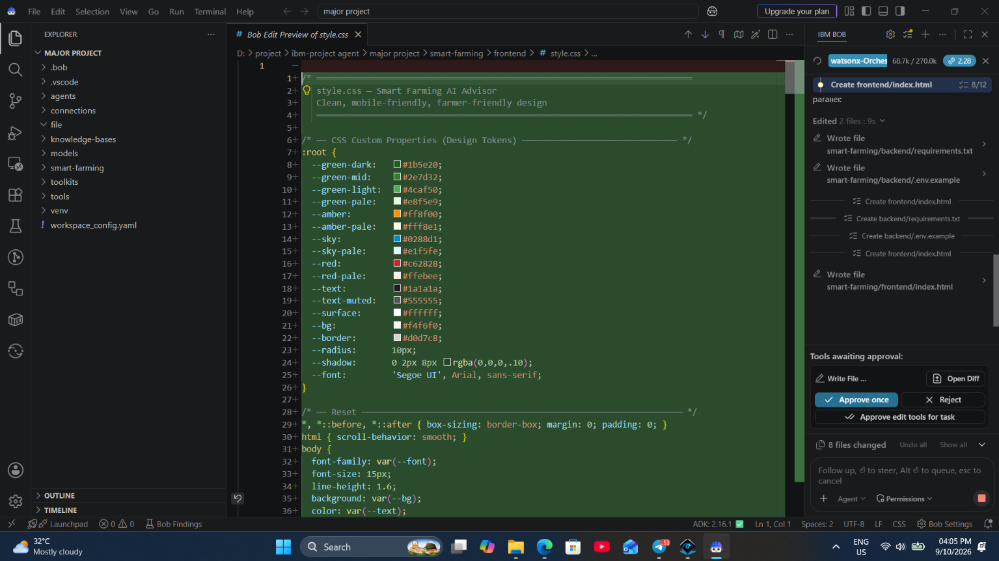 File Edit Selection View Go Run Terminal Help
major project
Upgrade your plan
EXPLORER
MAJOR PROJECT
.bob
.vscode
agents
connections
file
knowledge-bases
models
smart-farming
toolkits
tools
venv
! workspace_config.yaml
OUTLINE
TIMELINE
# Bob Edit Preview of style.css
D: > project > ibm-project agent > major project > smart-farming > frontend > # style.css > ...
1 —
1+ /* ══════════════════════════════════════
2+ style.css — Smart Farming AI Advisor
3+ Clean, mobile-friendly, farmer-friendly design
4+ ══════════════════════════════════════ */
5+
6+ /* — CSS Custom Properties (Design Tokens) ———————————— */
7+ :root {
8+ --green-dark: #1b5e20;
9+ --green-mid: #2e7d32;
10+ --green-light: #4caf50;
11+ --green-pale: #e8f5e9;
12+ --amber: #ff8f00;
13+ --amber-pale: #fff8e1;
14+ --sky: #0288d1;
15+ --sky-pale: #e1f5fe;
16+ --red: #c62828;
17+ --red-pale: #ffebee;
18+ --text: #1a1a1a;
19+ --text-muted: #555555;
20+ --surface: #ffffff;
21+ --bg: #f4f6f0;
22+ --border: #d0d7c8;
23+ --radius: 10px;
24+ --shadow: 0 2px 8px rgba(0,0,0,.10);
25+ --font: 'Segoe UI', Arial, sans-serif;
26+ }
27+
28+ /* — Reset ———————————————————————— */
29+ *, *::before, *::after { box-sizing: border-box; margin: 0; padding: 0; }
30+ html { scroll-behavior: smooth; }
31+ body {
32+ font-family: var(--font);
33+ font-size: 15px;
34+ line-height: 1.6;
35+ background: var(--bg);
36+ color: var(--text);
IBM BOB
watsonx-Orches 68.7k / 270.0k 2.28
Create frontend/index.html 8/12
parallel:
Edited 2 files : 9s
Wrote file
smart-farming/backend/requirements.txt
Wrote file
smart-farming/backend/.env.example
Create frontend/index.html
Create backend/requirements.txt
Create backend/.env.example
Create frontend/index.html
Wrote file
smart-farming/frontend/index.html
Tools awaiting approval:
Write File ... Open Diff
Approve once Reject
Approve edit tools for task
8 files changed Undo all Show all
Follow up, ⏎ to steer, Alt ⏎ to queue, esc to
cancel
Agent Permissions
Launchpad 0 0 Bob Findings
ADK: 2.16.1 Ln 1, Col 1 Spaces: 2 UTF-8 LF CSS Bob Settings
32°C
Mostly cloudy
Search
53
ENG
US
04:05 PM
9/10/2026